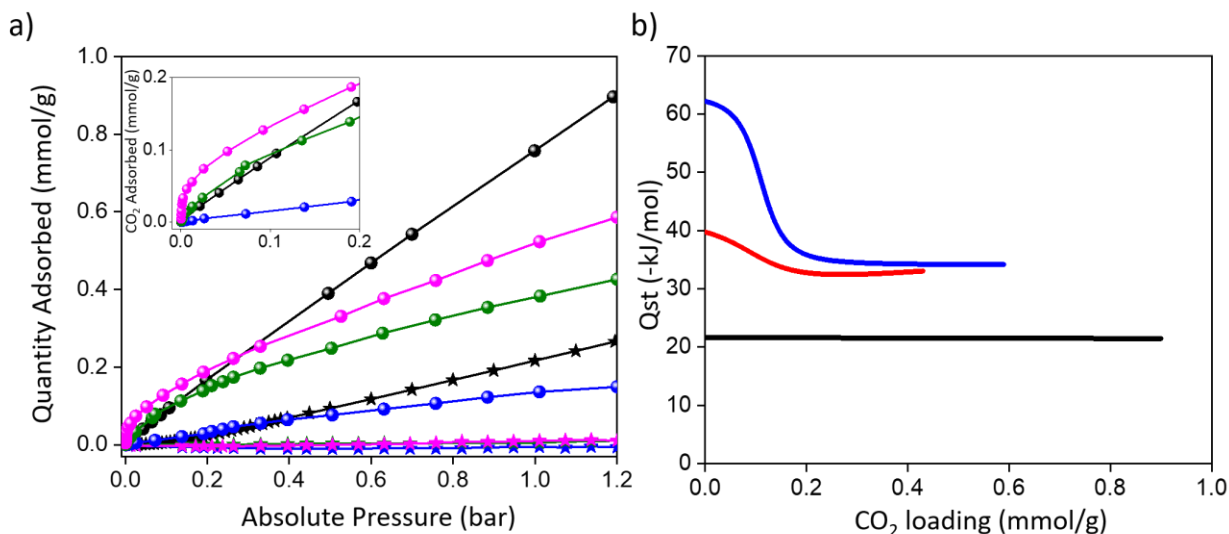 a)
Quantity Adsorbed (mmol/g)
1.0
0.8
0.6
0.4
0.2
0.0
0.0 0.2 0.4 0.6 0.8 1.0 1.2
Absolute Pressure (bar)
CO₂ Adsorbed (mmol/g)
0.2
0.1
0.0
0.0 0.1 0.2
b)
Qst (-kJ/mol)
70
60
50
40
30
20
10
0
0.0 0.2 0.4 0.6 0.8 1.0
CO₂ loading (mmol/g)